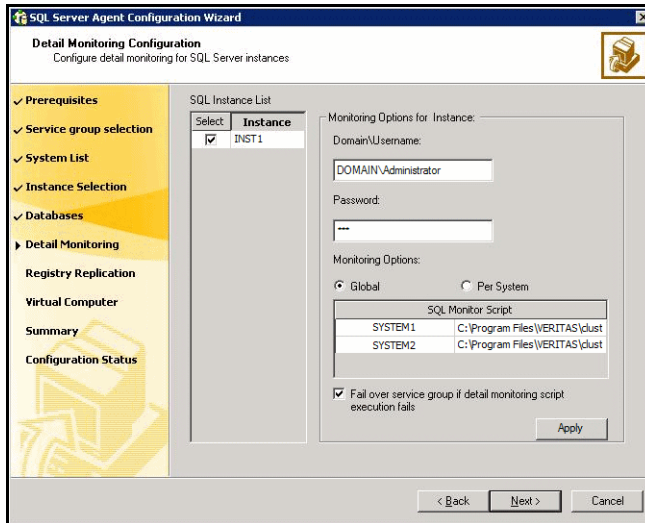 SQL Server Agent Configuration Wizard
Detail Monitoring Configuration
Configure detail monitoring for SQL Server instances
Prerequisites
Service group selection
System List
Instance Selection
Databases
Detail Monitoring
Registry Replication
Virtual Computer
Summary
Configuration Status
SQL Instance List
Select Instance
INST1
Monitoring Options for Instance:
Domain\Username:
DOMAIN\Administrator
Password:
Monitoring Options:
Global Per System
SQL Monitor Script
SYSTEM1 C:\Program Files\VERITAS\clust
SYSTEM2 C:\Program Files\VERITAS\clust
Fail over service group if detail monitoring script
execution fails
Apply
< Back Next > Cancel